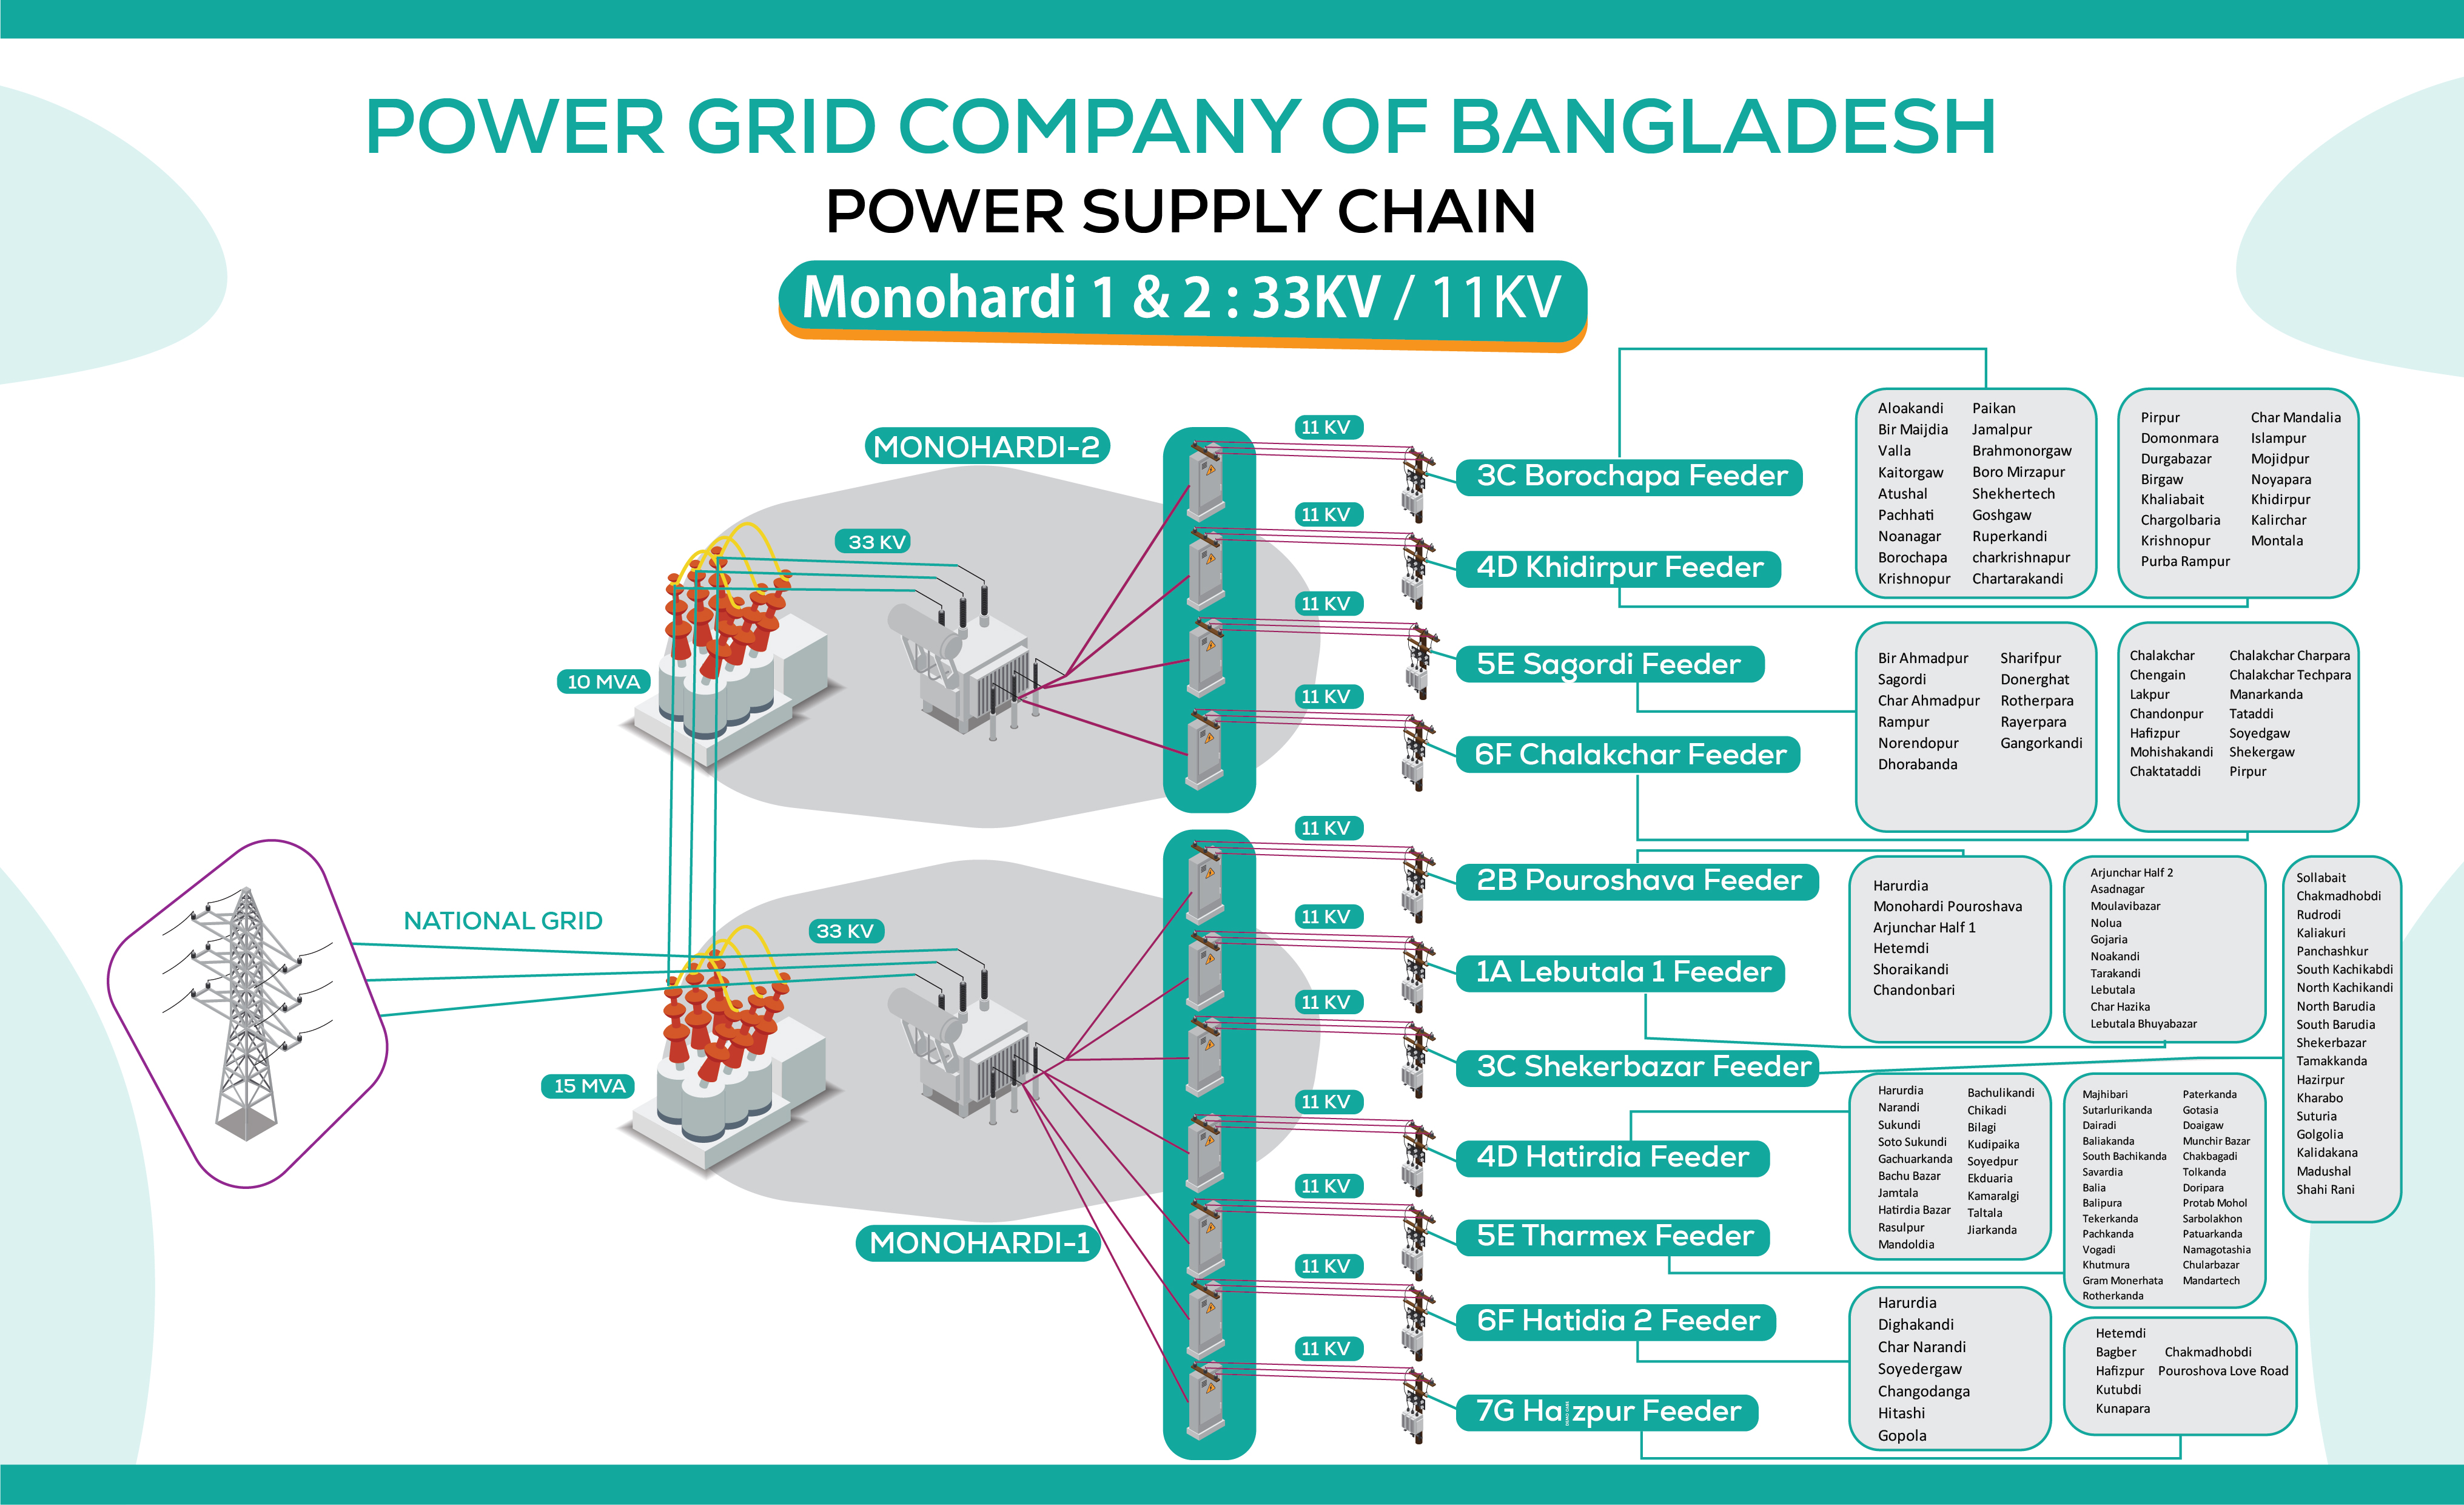 POWER GRID COMPANY OF BANGLADESH
POWER SUPPLY CHAIN
Monohardi 1 & 2 : 33KV / 11KV
MONOHARDI-2
33 KV
10 MVA
11 KV
11 KV
11 KV
11 KV
3C Borochapa Feeder
4D Khidirpur Feeder
5E Sagordi Feeder
6F Chalakchar Feeder
Aloakandi
Bir Maijdia
Valla
Kaitorgaw
Atushal
Pachhati
Noanagar
Borochapa
Krishnopur
Paikan
Jamalpur
Brahmonorgaw
Boro Mirzapur
Shekhertech
Goshgaw
Ruperkandi
charkrishnapur
Chartarakandi
Pirpur
Domonmara
Durgabazar
Birgaw
Khaliabait
Chargolbaria
Krishnopur
Purba Rampur
Char Mandalia
Islampur
Mojidpur
Noyapara
Khidirpur
Kalirchar
Montala
Bir Ahmadpur
Sagordi
Char Ahmadpur
Rampur
Norendopur
Dhorabanda
Sharifpur
Donerghat
Rotherpara
Rayerpara
Gangorkandi
Chalakchar
Chengain
Lakpur
Chandonpur
Hafizpur
Mohishakandi
Chaktataddi
Chalakchar Charpara
Chalakchar Techpara
Manarkanda
Tataddi
Soyedgaw
Shekergaw
Pirpur
NATIONAL GRID
33 KV
15 MVA
MONOHARDI-1
11 KV
11 KV
11 KV
11 KV
11 KV
11 KV
11 KV
2B Pouroshava Feeder
1A Lebutala 1 Feeder
3C Shekerbazar Feeder
4D Hatirdia Feeder
5E Tharmex Feeder
6F Hatidia 2 Feeder
7G Feeder
Harurdia
Monohardi Pouroshava
Arjunchar Half 1
Hetemdi
Shoraikandi
Chandonbari
Arjunchar Half 2
Asadnagar
Moulavibazar
Nolua
Gojaria
Noakandi
Tarakandi
Lebutala
Char Hazika
Lebutala Bhuyabazar
Sollabait
Chakmadhobdi
Rudrodi
Kaliakuri
Panchashkur
South Kachikabdi
North Kachikandi
North Barudia
South Barudia
Shekerbazar
Tamakkanda
Hazirpur
Kharabo
Suturia
Golgolia
Kalidakana
Madushal
Shahi Rani
Harurdia
Narandi
Sukundi
Soto Sukundi
Gachuarkanda
Bachu Bazar
Jamtala
Hatirdia Bazar
Rasulpur
Mandoldia
Bachulikandi
Chikadi
Bilagi
Kudipaika
Soyedpur
Ekduaria
Kamaralgi
Taltala
Jiarkanda
Majhibari
Sutarlurikanda
Dairadi
Baliakanda
South Bachikanda
Savardia
Balia
Balipura
Tekerkanda
Pachkanda
Vogadi
Khutmura
Gram Monerhata
Rotherkanda
Paterkanda
Gotasia
Doaigaw
Munchir Bazar
Chakbagadi
Tolkanda
Doripara
Protab Mohol
Sarbolakhon
Patuarkanda
Namagotashia
Chularbazar
Mandartech
Harurdia
Dighakandi
Char Narandi
Soyedergaw
Changodanga
Hitashi
Gopola
Hetemdi
Bagber Chakmadhobdi
Hafizpur Pouroshova Love Road
Kutubdi
Kunapara